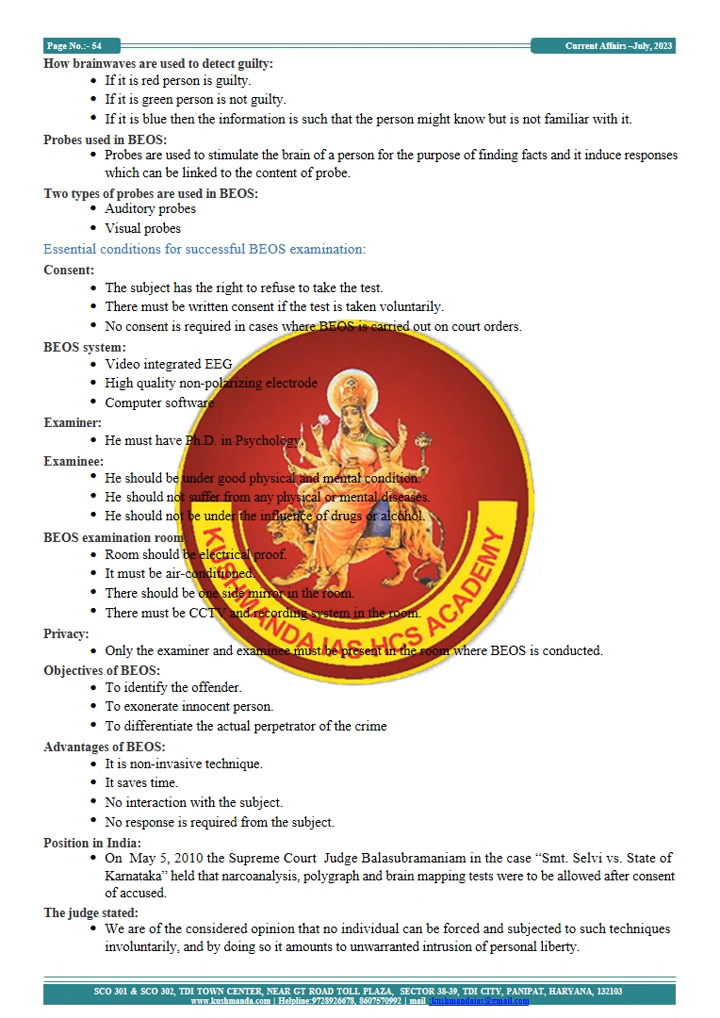 Page No.:- 54
Current Affairs –July, 2023
How brainwaves are used to detect guilty:
• If it is red person is guilty.
• If it is green person is not guilty.
• If it is blue then the information is such that the person might know but is not familiar with it.
Probes used in BEOS:
• Probes are used to stimulate the brain of a person for the purpose of finding facts and it induce responses
which can be linked to the content of probe.
Two types of probes are used in BEOS:
• Auditory probes
• Visual probes
Essential conditions for successful BEOS examination:
Consent:
• The subject has the right to refuse to take the test.
• There must be written consent if the test is taken voluntarily.
• No consent is required in cases where BEOS is carried out on court orders.
BEOS system:
• Video integrated EEG
• High quality non-polarizing electrode
• Computer software
Examiner:
• He must have Ph.D. in Psychology.
Examinee:
• He should be under good physical and mental condition.
• He should not suffer from any physical or mental diseases.
• He should not be under the influence of drugs or alcohol.
BEOS examination room
• Room should be electrical proof.
• It must be air-conditioned.
• There should be one side mirror in the room.
• There must be CCTV and recording system in the room.
KUSHMANDA IAS HCS ACADEMY
Privacy:
• Only the examiner and examinee must be present in the room where BEOS is conducted.
Objectives of BEOS:
• To identify the offender.
• To exonerate innocent person.
• To differentiate the actual perpetrator of the crime
Advantages of BEOS:
• It is non-invasive technique.
• It saves time.
• No interaction with the subject.
• No response is required from the subject.
Position in India:
• On May 5, 2010 the Supreme Court Judge Balasubramaniam in the case “Smt. Selvi vs. State of
Karnataka” held that narcoanalysis, polygraph and brain mapping tests were to be allowed after consent
of accused.
The judge stated:
• We are of the considered opinion that no individual can be forced and subjected to such techniques
involuntarily, and by doing so it amounts to unwarranted intrusion of personal liberty.
SCO 301 & SCO 302, TDI TOWN CENTER, NEAR GT ROAD TOLL PLAZA, SECTOR 38-39, TDI CITY, PANIPAT, HARYANA, 132103
www.kushmanda.com | Helpline:9728926678, 8607570992 | mail :kushmandaias@gmail.com